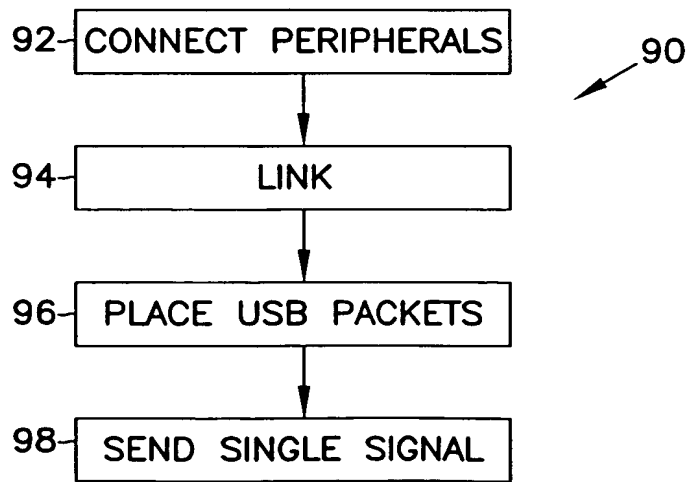 92 CONNECT PERIPHERALS
90
94 LINK
96 PLACE USB PACKETS
98 SEND SINGLE SIGNAL